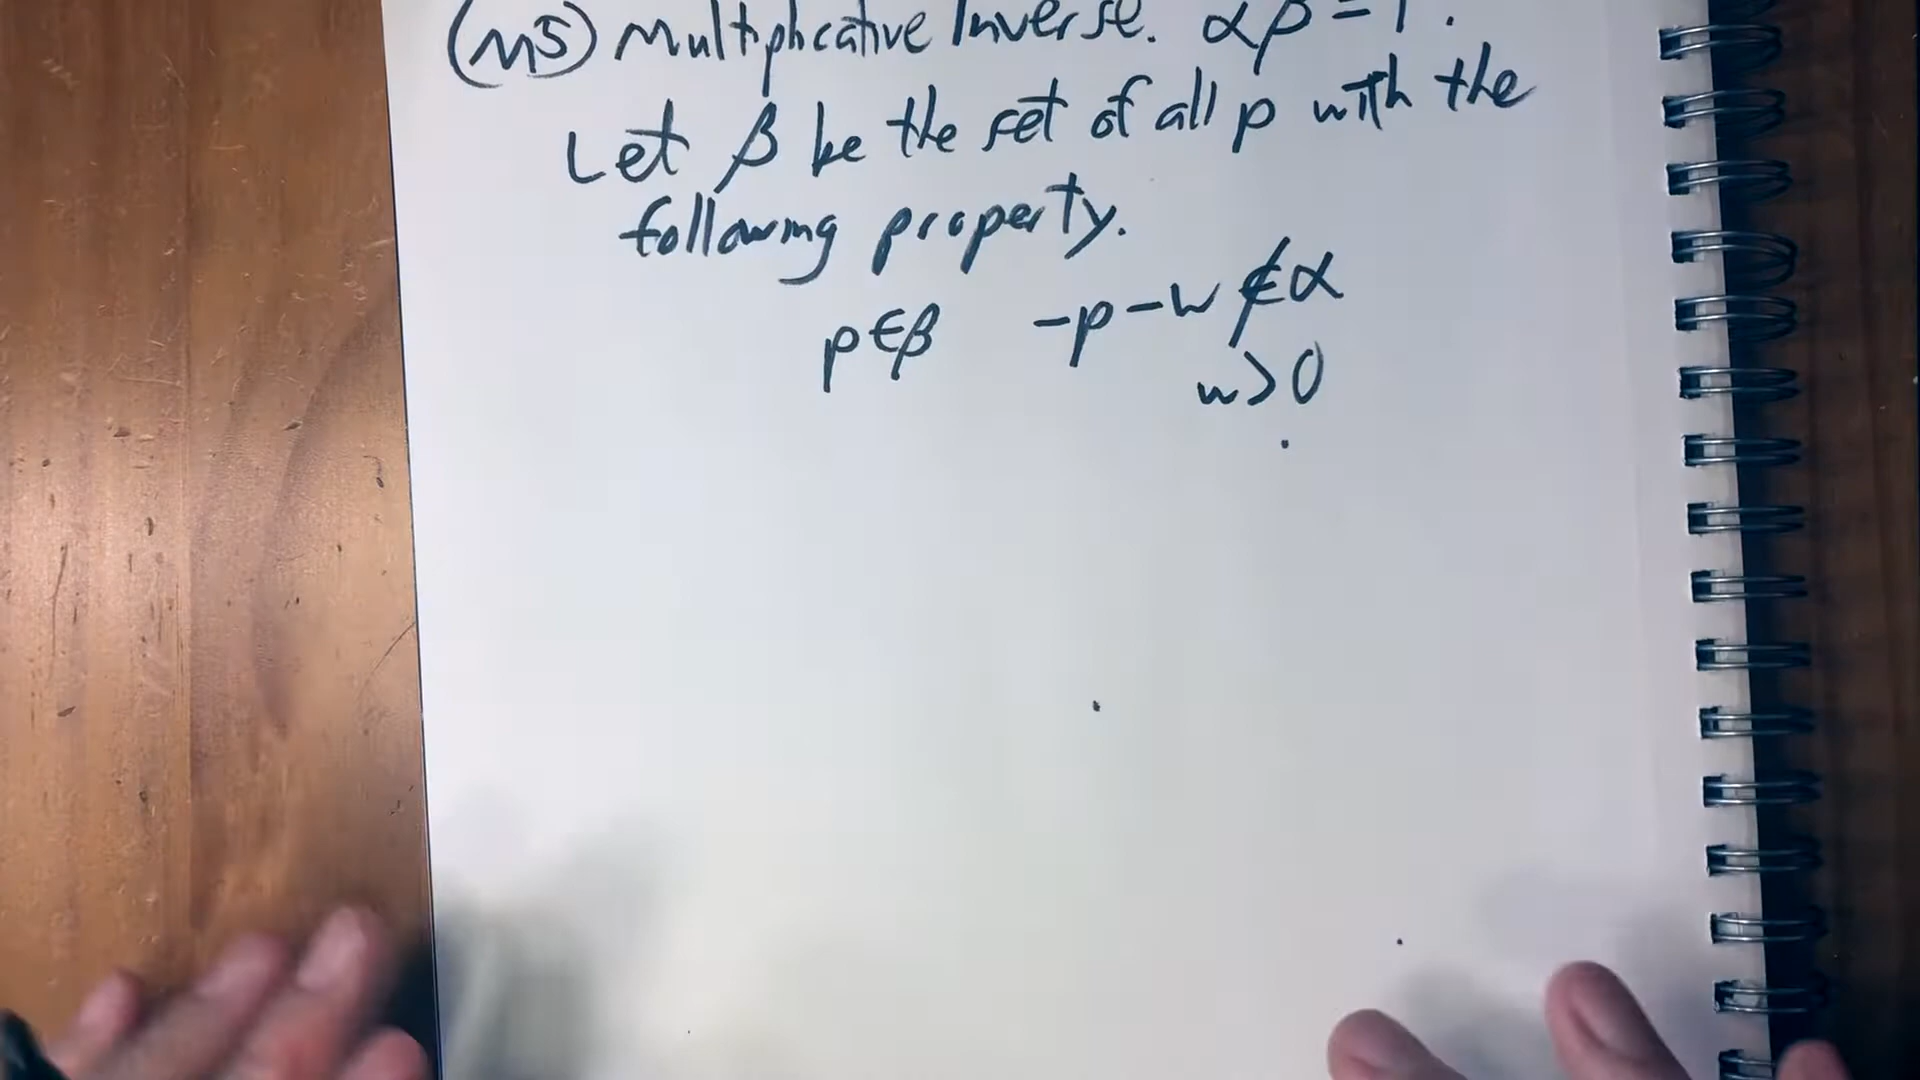 (M5) Multiplicative Inverse. αβ = 1.
Let β be the set of all p with the
following property.
p∈β -p-w∉α
w>0